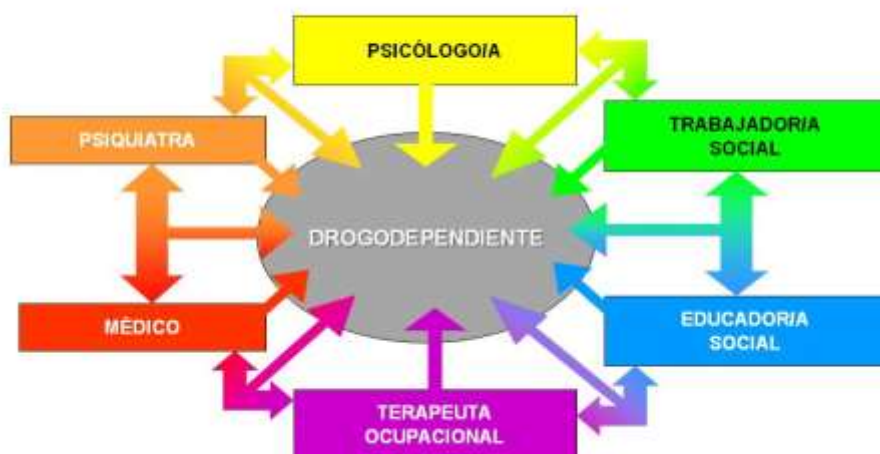 PSICÓLOGO/A
PSIQUIATRA
TRABAJADOR/A
SOCIAL
DROGODEPENDIENTE
MÉDICO
EDUCADOR/A
SOCIAL
TERAPEUTA
OCUPACIONAL